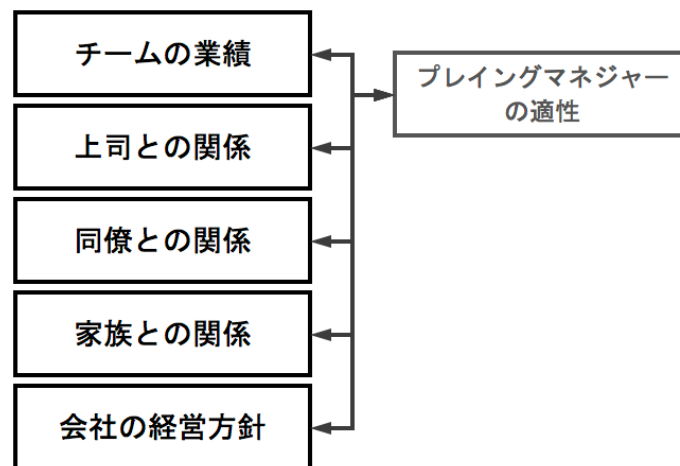 チームの業績
プレイングマネジャー
の適性
上司との関係
同僚との関係
家族との関係
会社の経営方針